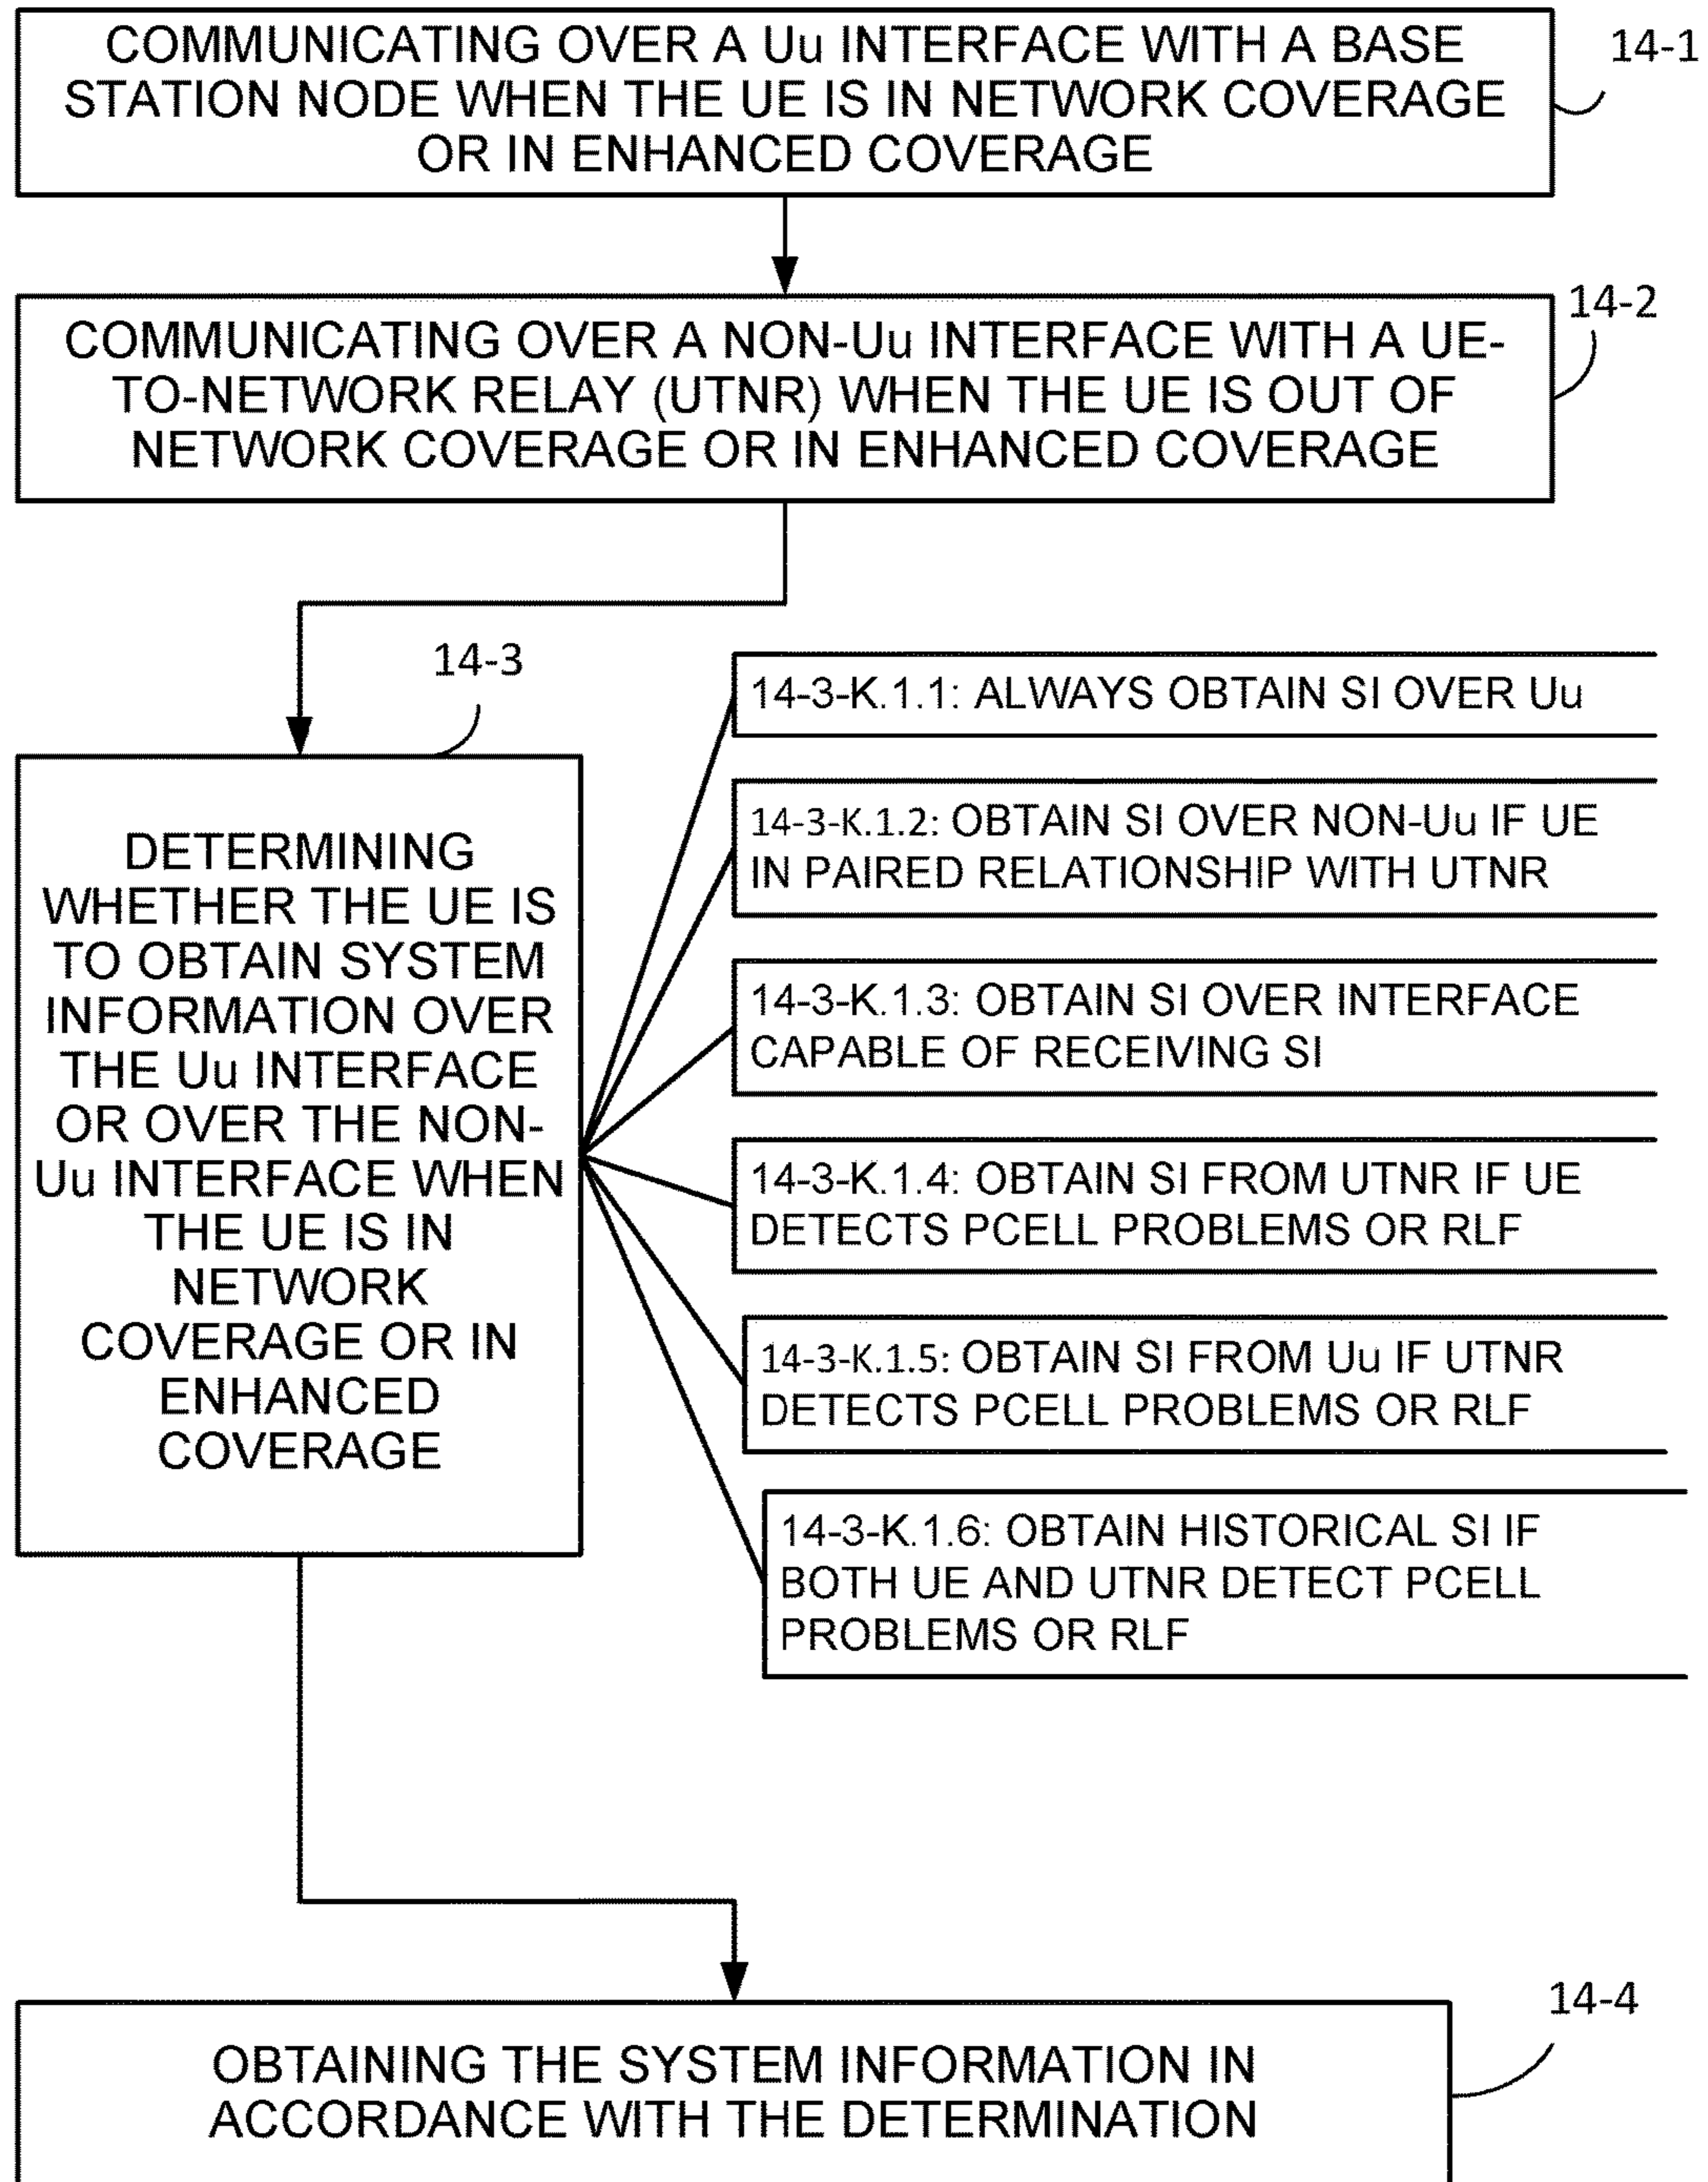 COMMUNICATING OVER A Uu INTERFACE WITH A BASE
STATION NODE WHEN THE UE IS IN NETWORK COVERAGE
OR IN ENHANCED COVERAGE
14-1
COMMUNICATING OVER A NON-Uu INTERFACE WITH A UE-
TO-NETWORK RELAY (UTNR) WHEN THE UE IS OUT OF
NETWORK COVERAGE OR IN ENHANCED COVERAGE
14-2
14-3
DETERMINING
WHETHER THE UE IS
TO OBTAIN SYSTEM
INFORMATION OVER
THE Uu INTERFACE
OR OVER THE NON-
Uu INTERFACE WHEN
THE UE IS IN
NETWORK
COVERAGE OR IN
ENHANCED
COVERAGE
14-3-K.1.1: ALWAYS OBTAIN SI OVER Uu
14-3-K.1.2: OBTAIN SI OVER NON-Uu IF UE
IN PAIRED RELATIONSHIP WITH UTNR
14-3-K.1.3: OBTAIN SI OVER INTERFACE
CAPABLE OF RECEIVING SI
14-3-K.1.4: OBTAIN SI FROM UTNR IF UE
DETECTS PCELL PROBLEMS OR RLF
14-3-K.1.5: OBTAIN SI FROM Uu IF UTNR
DETECTS PCELL PROBLEMS OR RLF
14-3-K.1.6: OBTAIN HISTORICAL SI IF
BOTH UE AND UTNR DETECT PCELL
PROBLEMS OR RLF
14-4
OBTAINING THE SYSTEM INFORMATION IN
ACCORDANCE WITH THE DETERMINATION